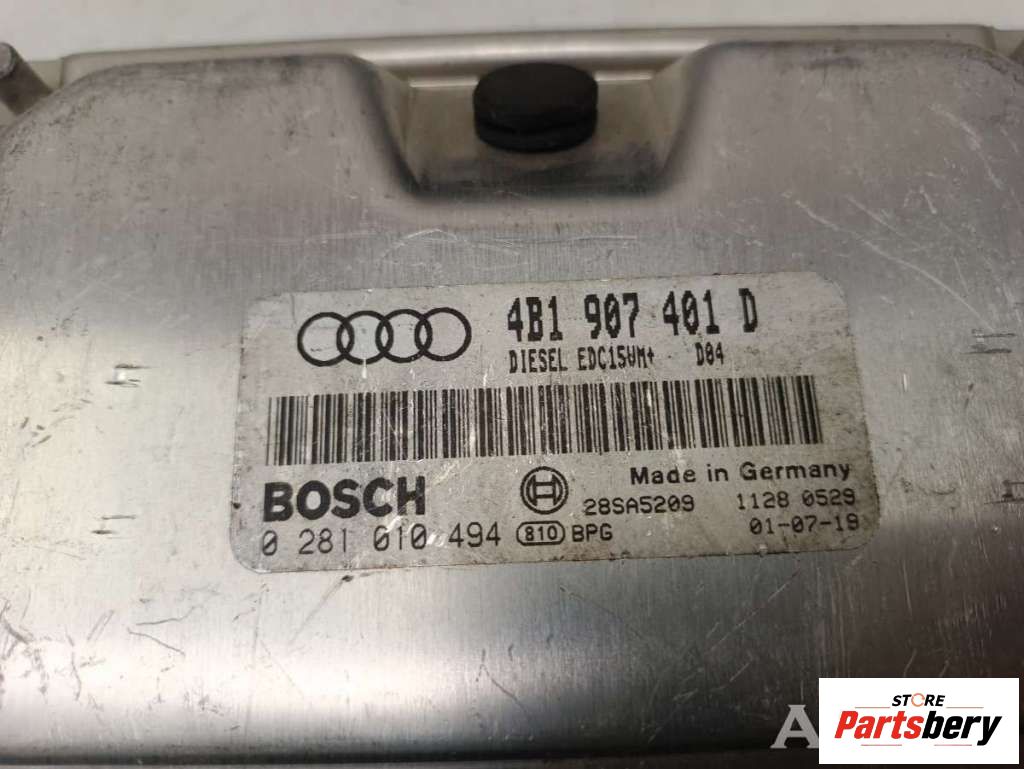 4B1 907 401 D
DIESEL EDC15VM+ D04
BOSCH
Made in Germany
28SA5209 1128 0529
0 281 010 494 810 BPG 01-07-19
STORE
Partsbery